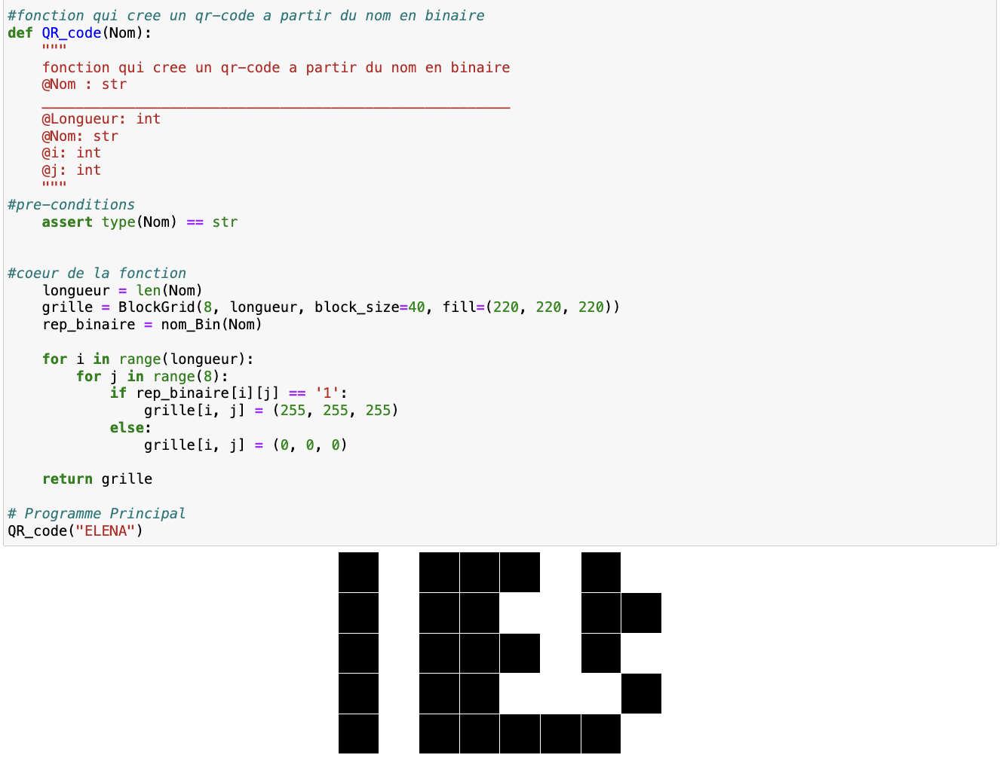 #fonction qui cree un qr-code a partir du nom en binaire
def QR_code(Nom):
    """
    fonction qui cree un qr-code a partir du nom en binaire
    @Nom : str
    _______________________________________________________
    @Longueur: int
    @Nom: str
    @i: int
    @j: int
    """
#pre-conditions
    assert type(Nom) == str
#coeur de la fonction
    longueur = len(Nom)
    grille = BlockGrid(8, longueur, block_size=40, fill=(220, 220, 220))
    rep_binaire = nom_Bin(Nom)
    for i in range(longueur):
        for j in range(8):
            if rep_binaire[i][j] == '1':
                grille[i, j] = (255, 255, 255)
            else:
                grille[i, j] = (0, 0, 0)
    return grille
# Programme Principal
QR_code("ELENA")